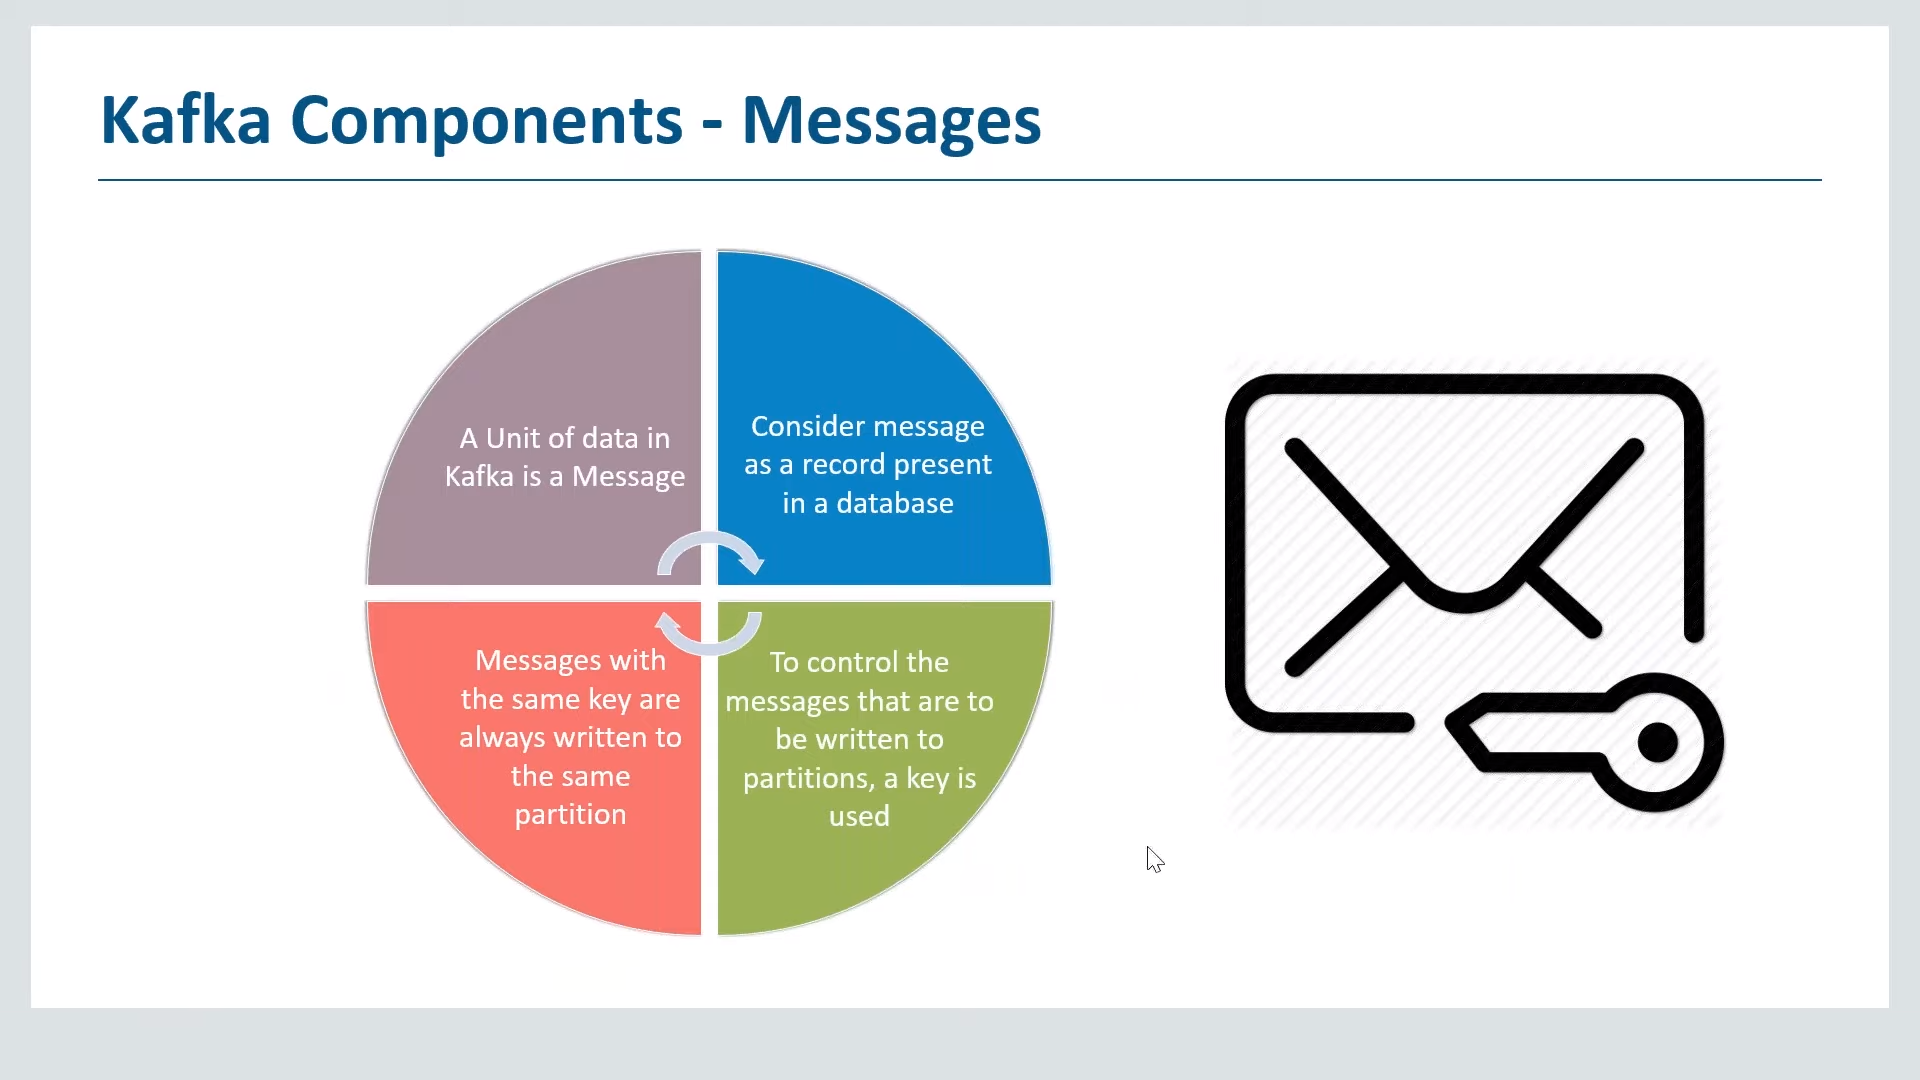 Kafka Components - Messages
A Unit of data in
Kafka is a Message
Consider message
as a record present
in a database
Messages with
the same key are
always written to
the same
partition
To control the
messages that are to
be written to
partitions, a key is
used